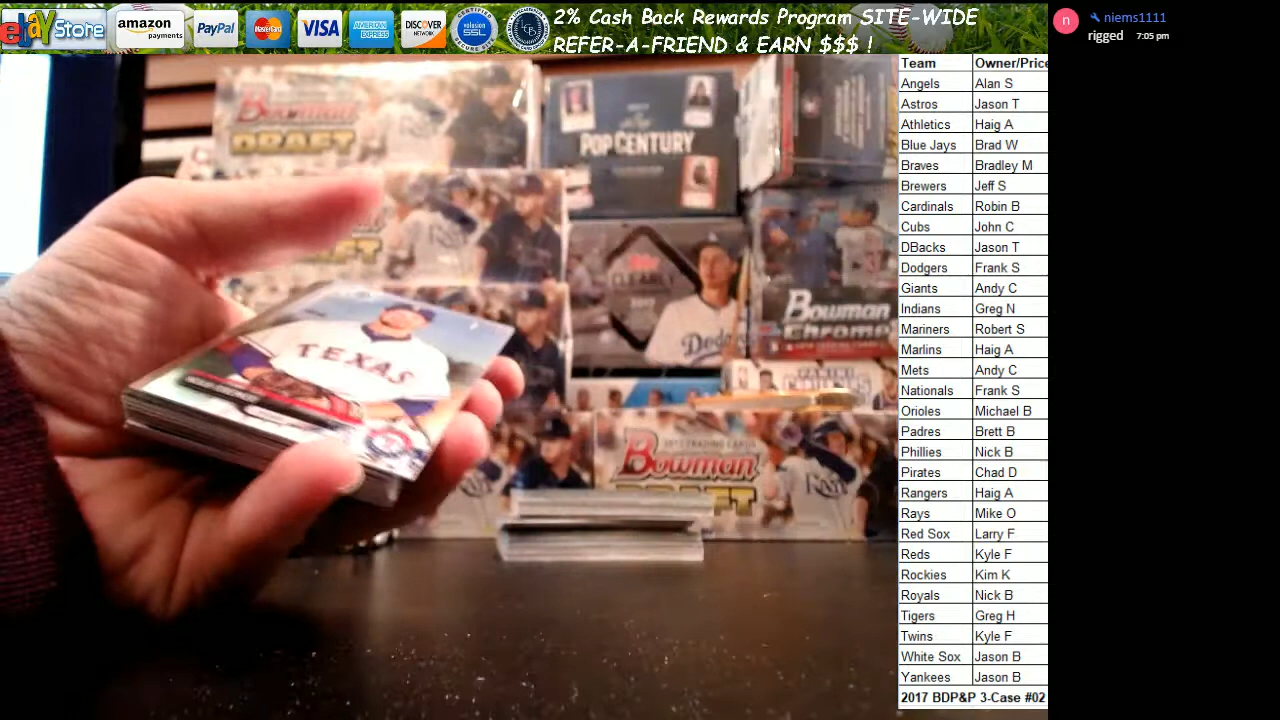 ebay Store
amazon payments
PayPal
MasterCard
VISA
AMERICAN EXPRESS
DISCOVER NETWORK
volusion SSL
2% Cash Back Rewards Program SITE-WIDE
REFER-A-FRIEND & EARN $$$ !
n niems1111
rigged 7:05 pm
Team Owner/Price
Angels Alan S
Astros Jason T
Athletics Haig A
Blue Jays Brad W
Braves Bradley M
Brewers Jeff S
Cardinals Robin B
Cubs John C
DBacks Jason T
Dodgers Frank S
Giants Andy C
Indians Greg N
Mariners Robert S
Marlins Haig A
Mets Andy C
Nationals Frank S
Orioles Michael B
Padres Brett B
Phillies Nick B
Pirates Chad D
Rangers Haig A
Rays Mike O
Red Sox Larry F
Reds Kyle F
Rockies Kim K
Royals Nick B
Tigers Greg H
Twins Kyle F
White Sox Jason B
Yankees Jason B
2017 BDP&P 3-Case #02
Bowman
DRAFT
POP CENTURY
DRAFT
CLEARLY
2017
Dodgers
Bowman
Chrome
TEXAS
Bowman
DRAFT